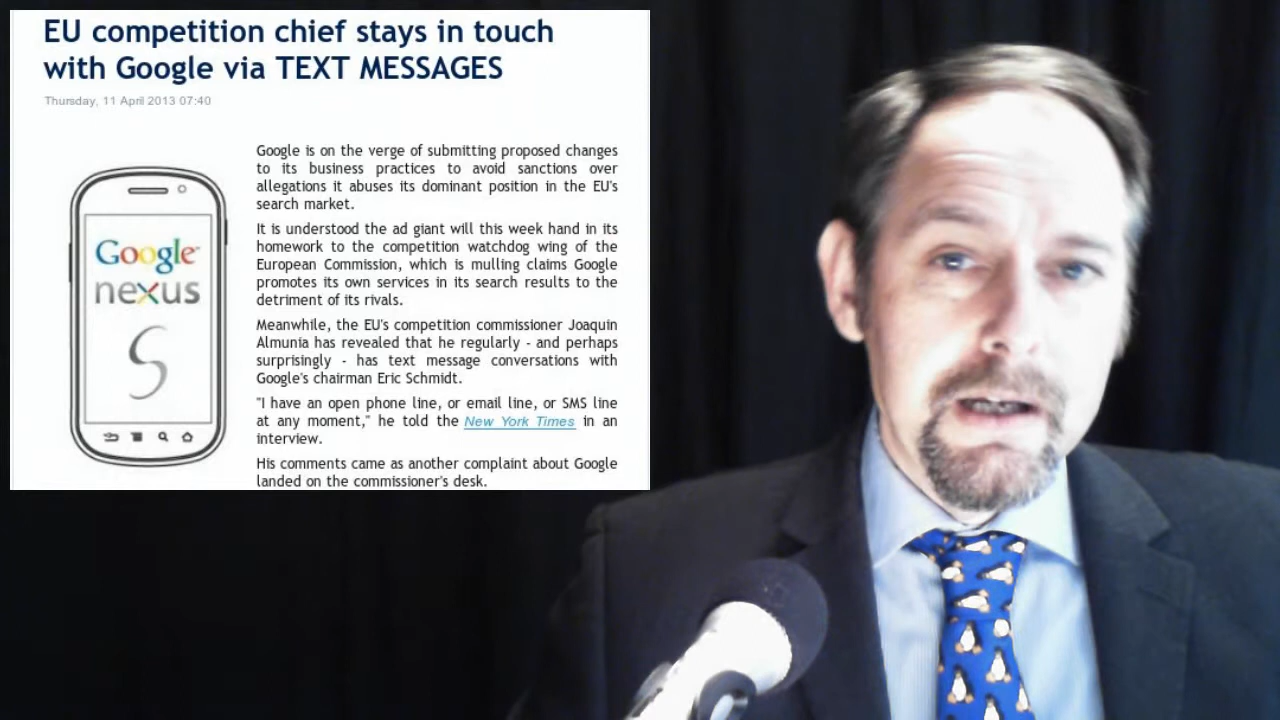 EU competition chief stays in touch
with Google via TEXT MESSAGES
Thursday, 11 April 2013 07:40
Google is on the verge of submitting proposed changes
to its business practices to avoid sanctions over
allegations it abuses its dominant position in the EU's
search market.
It is understood the ad giant will this week hand in its
homework to the competition watchdog wing of the
European Commission, which is mulling claims Google
promotes its own services in its search results to the
detriment of its rivals.
Meanwhile, the EU's competition commissioner Joaquin
Almunia has revealed that he regularly - and perhaps
surprisingly - has text message conversations with
Google's chairman Eric Schmidt.
"I have an open phone line, or email line, or SMS line
at any moment," he told the New York Times in an
interview.
His comments came as another complaint about Google
landed on the commissioner's desk.
Google
nexus
S